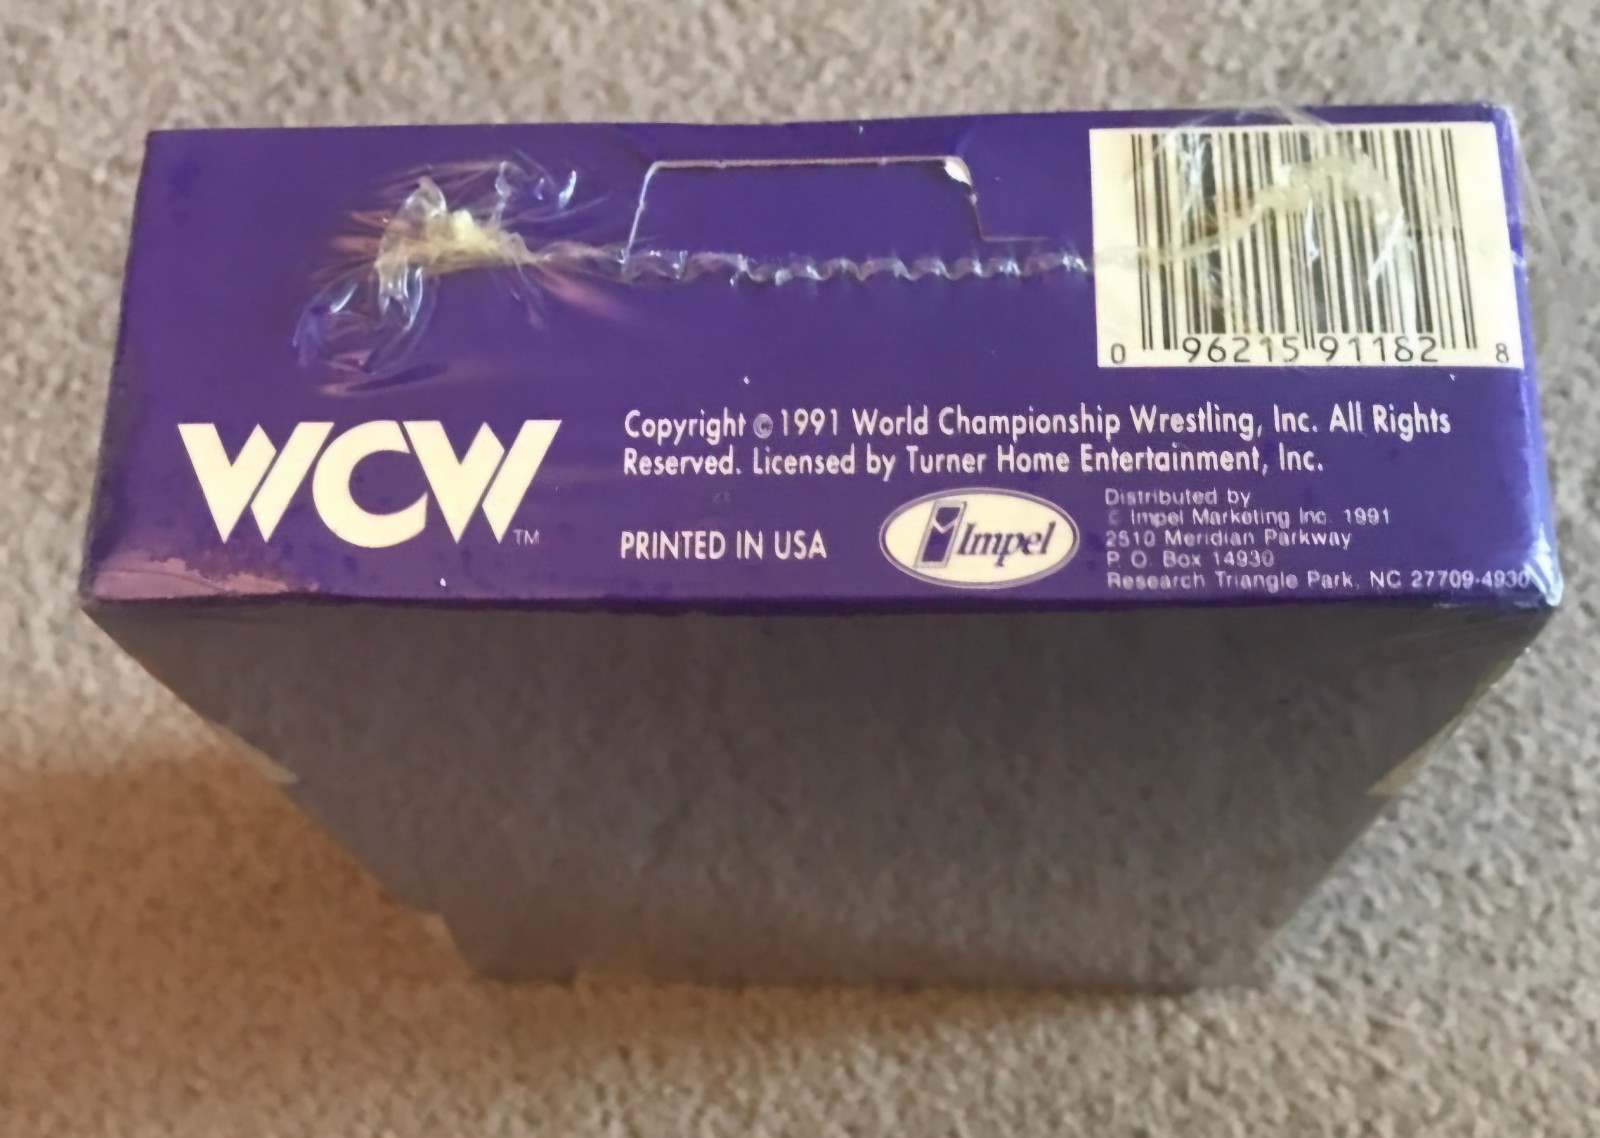 0 96215 91182 8
WCW™
Copyright © 1991 World Championship Wrestling, Inc. All Rights
Reserved. Licensed by Turner Home Entertainment, Inc.
PRINTED IN USA
Impel
Distributed by
© Impel Marketing Inc. 1991
2510 Meridian Parkway
P. O. Box 14930
Research Triangle Park, NC 27709-4930